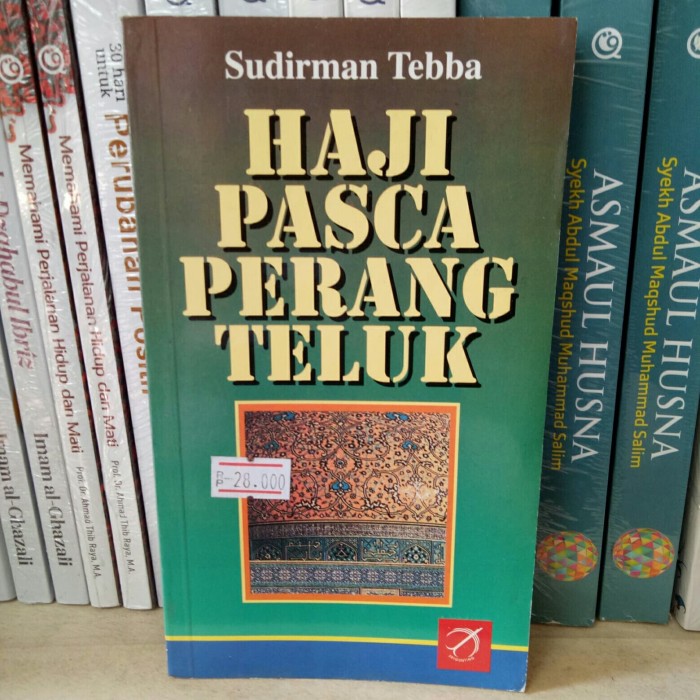 Sudirman Tebba
HAJI
PASCA
PERANG
TELUK
RP-28.000
Imam al-Ghazali
Memahami Perjalanan Hidup dan Mati
Imam al-Ghazali
Memahami Perjalanan Hidup dan Mati
Prof. Dr. Ahmad Thib Raya, M.A.
30 hari
untuk
Prof. Dr. Ahmad Thib Raya, M.A.
ASMAUL HUSNA
Syekh Abdul Maqshud Muhammad Salim
ASMAUL HUSNA
Syekh Abdul Maqshud Muhammad Salim